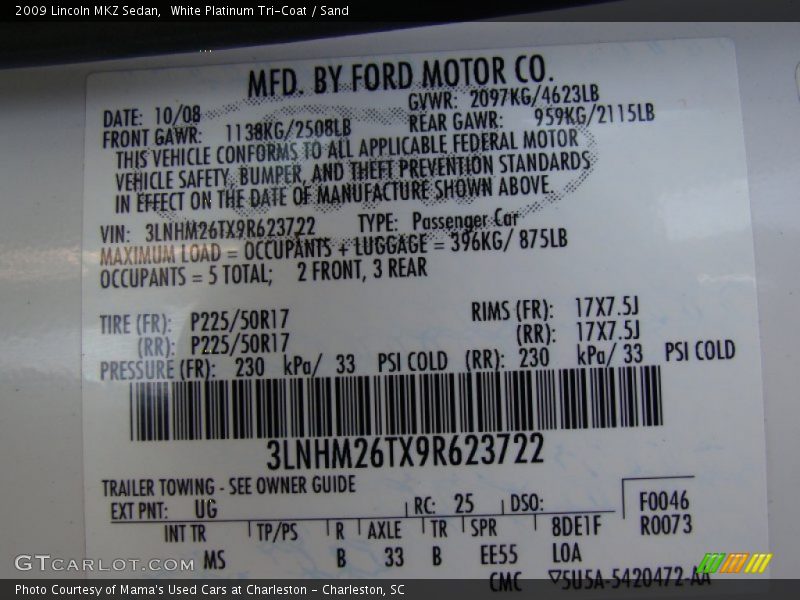 2009 Lincoln MKZ Sedan,  White Platinum Tri-Coat / Sand
MFD. BY FORD MOTOR CO.
DATE: 10/08 GVWR: 2097KG/4623LB
FRONT GAWR: 1138KG/2508LB REAR GAWR: 959KG/2115LB
THIS VEHICLE CONFORMS TO ALL APPLICABLE FEDERAL MOTOR
VEHICLE SAFETY, BUMPER, AND THEFT PREVENTION STANDARDS
IN EFFECT ON THE DATE OF MANUFACTURE SHOWN ABOVE.
VIN: 3LNHM26TX9R623722 TYPE: Passenger Car
MAXIMUM LOAD = OCCUPANTS + LUGGAGE = 396KG/ 875LB
OCCUPANTS = 5 TOTAL; 2 FRONT, 3 REAR
TIRE (FR): P225/50R17 RIMS (FR): 17X7.5J
(RR): P225/50R17 (RR): 17X7.5J
PRESSURE (FR): 230 kPa/ 33 PSI COLD (RR): 230 kPa/ 33 PSI COLD
3LNHM26TX9R623722
TRAILER TOWING - SEE OWNER GUIDE
EXT PNT: UG RC: 25 DSO: F0046
INT TR TP/PS R AXLE TR SPR 8DE1F R0073
MS B 33 B EE55 LOA
CMC ▽5U5A-5420472-AA
GTCarLot.com
Photo Courtesy of Mama's Used Cars at Charleston - Charleston, SC